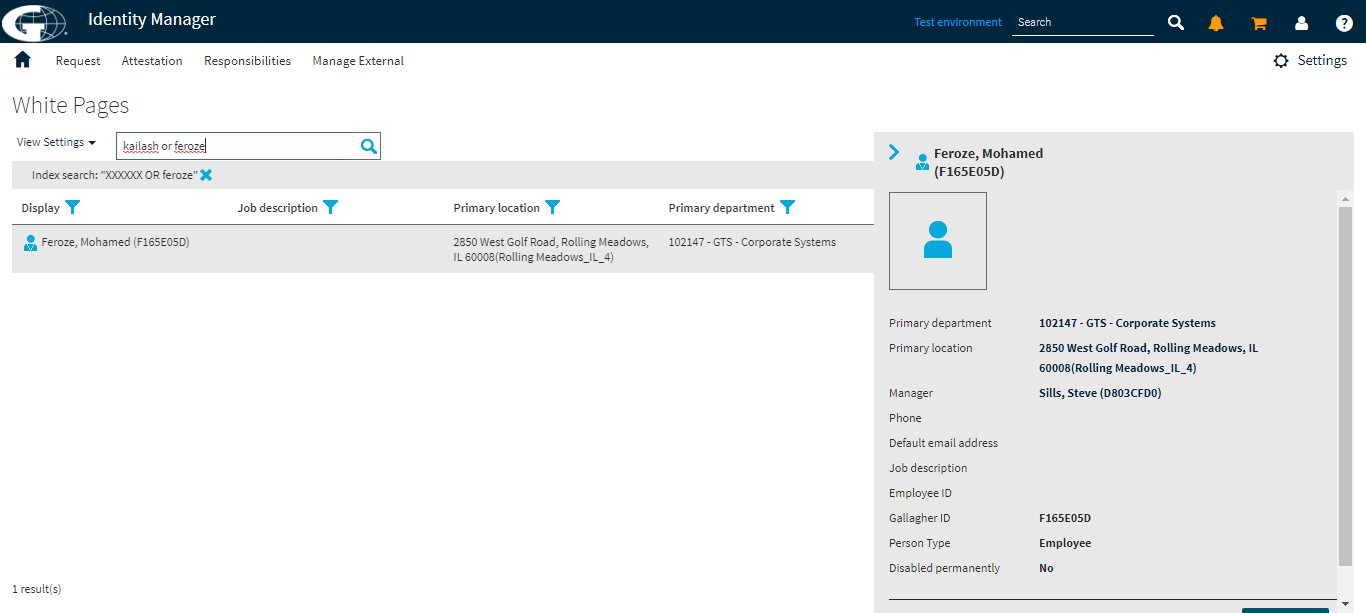 Identity Manager
Test environment
Search
Request Attestation Responsibilities Manage External
Settings
White Pages
View Settings
kailash or feroze
Index search: "XXXXXX OR feroze"
Display Job description Primary location Primary department
Feroze, Mohamed (F165E05D) 2850 West Golf Road, Rolling Meadows, 102147 - GTS - Corporate Systems
IL 60008(Rolling Meadows_IL_4)
1 result(s)
Feroze, Mohamed
(F165E05D)
Primary department 102147 - GTS - Corporate Systems
Primary location 2850 West Golf Road, Rolling Meadows, IL
60008(Rolling Meadows_IL_4)
Manager Sills, Steve (D803CFD0)
Phone
Default email address
Job description
Employee ID
Gallagher ID F165E05D
Person Type Employee
Disabled permanently No